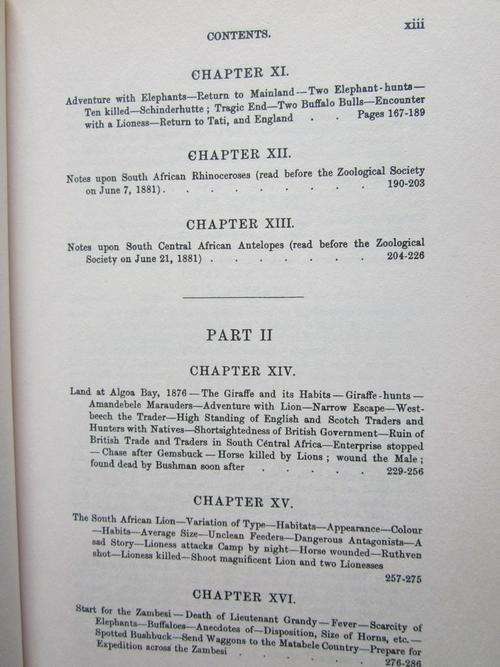 xiii
CONTENTS.
CHAPTER XI.
Adventure with Elephants—Return to Mainland—Two Elephant-hunts—
Ten killed—Schinderhutte; Tragic End—Two Buffalo Bulls—Encounter
with a Lioness—Return to Tati, and England . . Pages 167-189
CHAPTER XII.
Notes upon South African Rhinoceroses (read before the Zoological Society
on June 7, 1881) . . . . . . . . 190-203
CHAPTER XIII.
Notes upon South Central African Antelopes (read before the Zoological
Society on June 21, 1881) . . . . . . 204-226
PART II
CHAPTER XIV.
Land at Algoa Bay, 1876—The Giraffe and its Habits—Giraffe-hunts—
Amandebele Marauders—Adventure with Lion—Narrow Escape—West-
beech the Trader—High Standing of English and Scotch Traders and
Hunters with Natives—Shortsightedness of British Government—Ruin of
British Trade and Traders in South Central Africa—Enterprise stopped
—Chase after Gemsbuck—Horse killed by Lions; wound the Male;
found dead by Bushman soon after . . . . . 229-256
CHAPTER XV.
The South African Lion—Variation of Type—Habitats—Appearance—Colour
—Habits—Average Size—Unclean Feeders—Dangerous Antagonists—A
sad Story—Lioness attacks Camp by night—Horse wounded—Ruthven
shot—Lioness killed—Shoot magnificent Lion and two Lionesses
257-275
CHAPTER XVI.
Start for the Zambesi—Death of Lieutenant Grandy—Fever—Scarcity of
Elephants—Buffaloes—Anecdotes of—Disposition, Size of Horns, etc.—
Spotted Bushbuck—Send Waggons to the Matabele Country—Prepare for
Expedition across the Zambesi . . . . . . 276-286